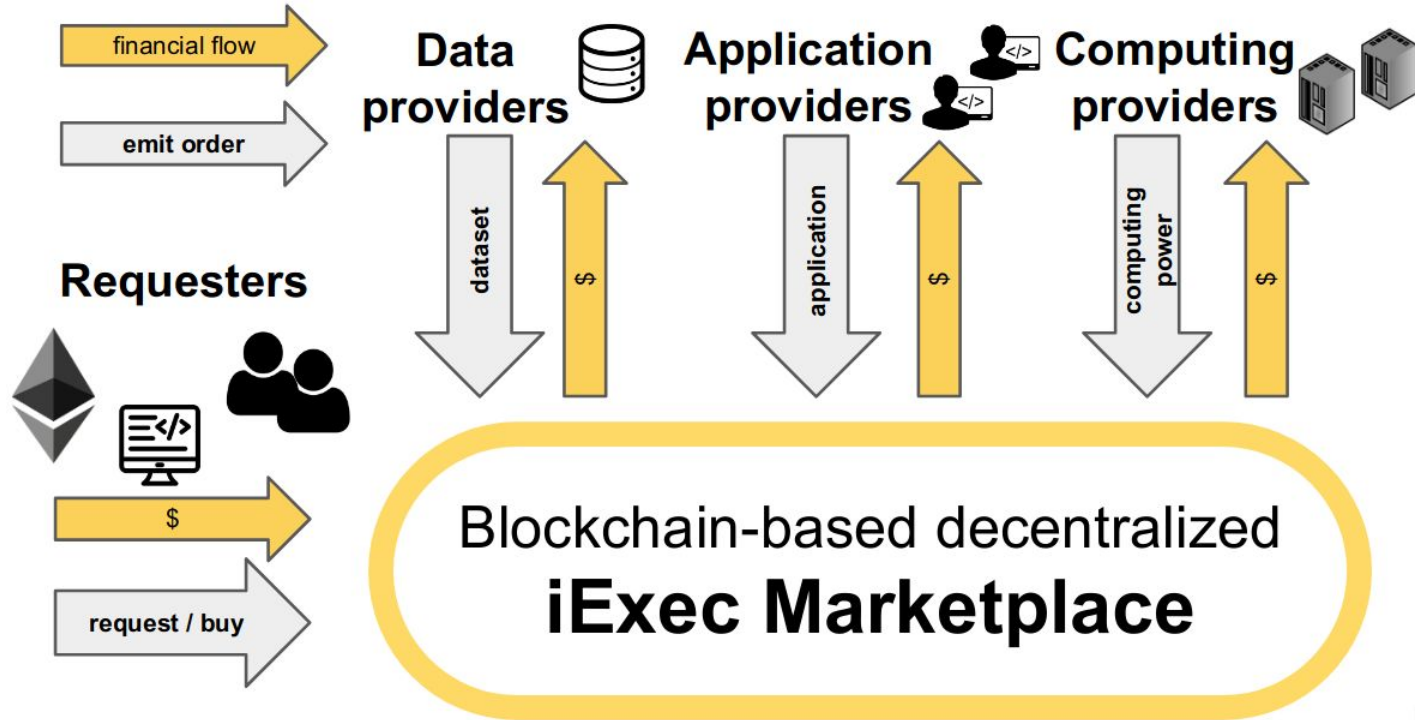 financial flow
emit order
Data
providers
Application
providers
</>
</>
Computing
providers
dataset
$
application
$
computing
power
$
Requesters
</>
$
request / buy
Blockchain-based decentralized
iExec Marketplace